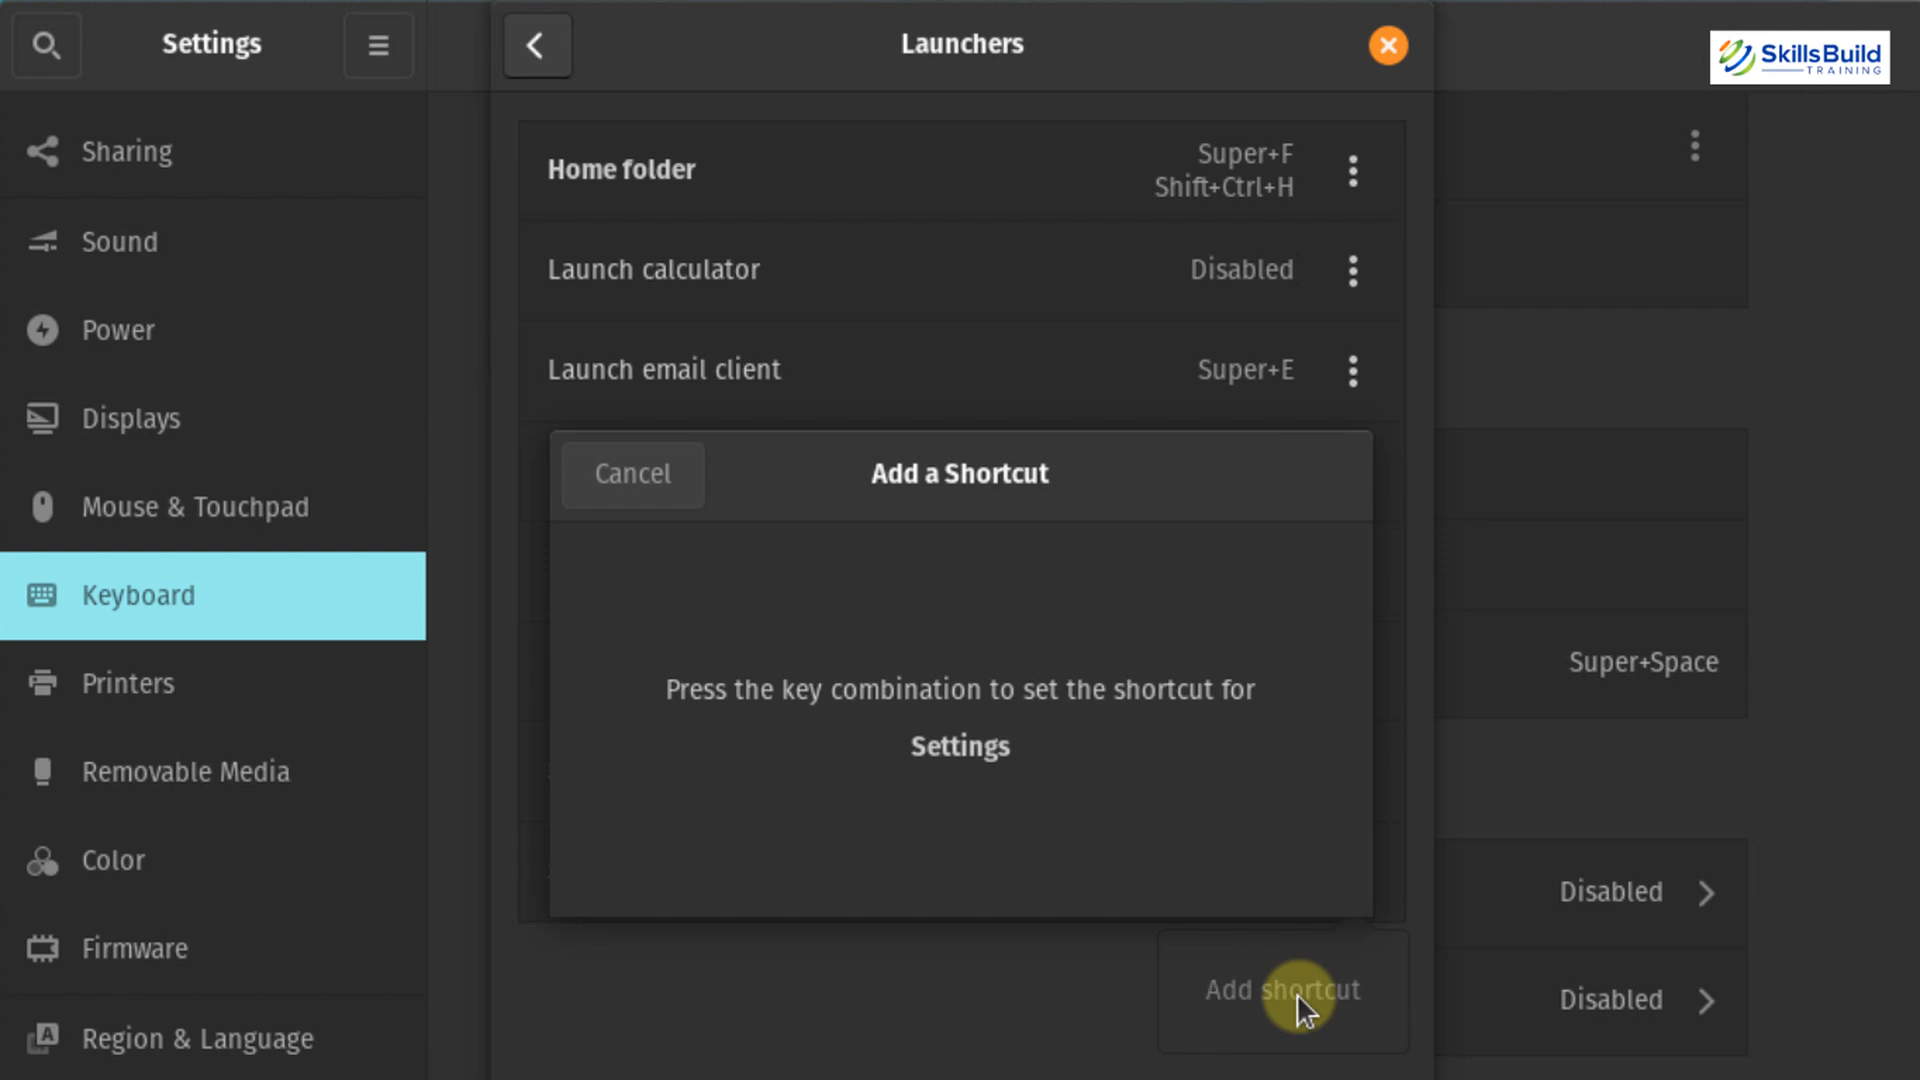 Settings
Launchers
SkillsBuild
TRAINING
Sharing
Sound
Power
Displays
Mouse & Touchpad
Keyboard
Printers
Removable Media
Color
Firmware
Region & Language
Home folder
Super+F
Shift+Ctrl+H
Launch calculator
Disabled
Launch email client
Super+E
Cancel
Add a Shortcut
Press the key combination to set the shortcut for
Settings
Add shortcut
Super+Space
Disabled
Disabled